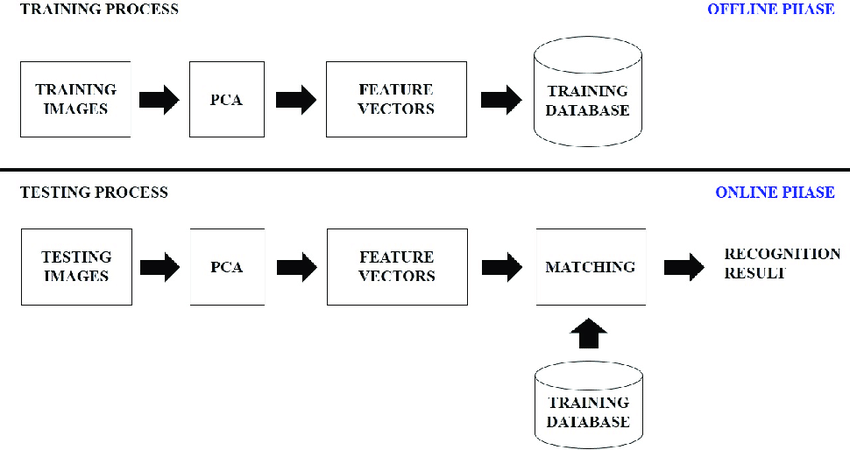 TRAINING PROCESS
OFFLINE PHASE
TRAINING
IMAGES
PCA
FEATURE
VECTORS
TRAINING
DATABASE
TESTING PROCESS
ONLINE PHASE
TESTING
IMAGES
PCA
FEATURE
VECTORS
MATCHING
RECOGNITION
RESULT
TRAINING
DATABASE